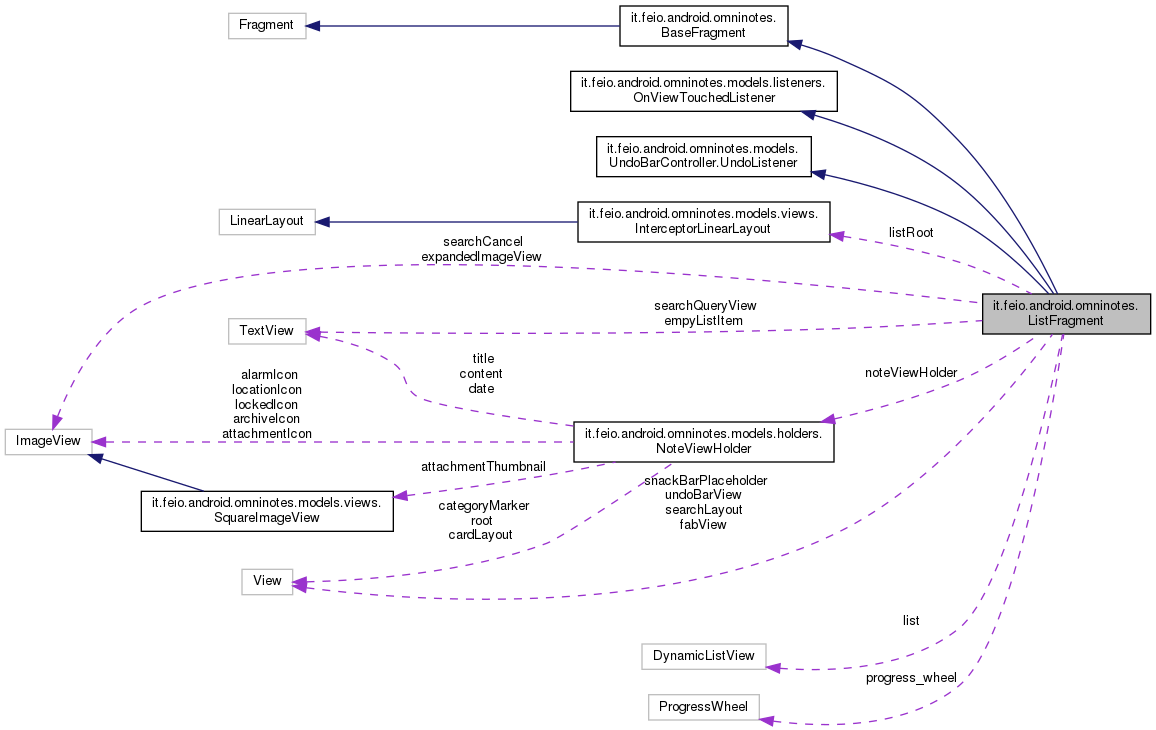 Fragment
it.feio.android.omninotes.
BaseFragment
it.feio.android.omninotes.models.listeners.
OnViewTouchedListener
it.feio.android.omninotes.models.
UndoBarController.UndoListener
LinearLayout
it.feio.android.omninotes.models.views.
InterceptorLinearLayout
listRoot
searchCancel
expandedImageView
it.feio.android.omninotes.
ListFragment
TextView
searchQueryView
empyListItem
title
content
date
noteViewHolder
alarmIcon
locationIcon
lockedIcon
archiveIcon
attachmentIcon
ImageView
it.feio.android.omninotes.models.holders.
NoteViewHolder
attachmentThumbnail
it.feio.android.omninotes.models.views.
SquareImageView
categoryMarker
root
cardLayout
snackBarPlaceholder
undoBarView
searchLayout
fabView
View
list
DynamicListView
progress_wheel
ProgressWheel